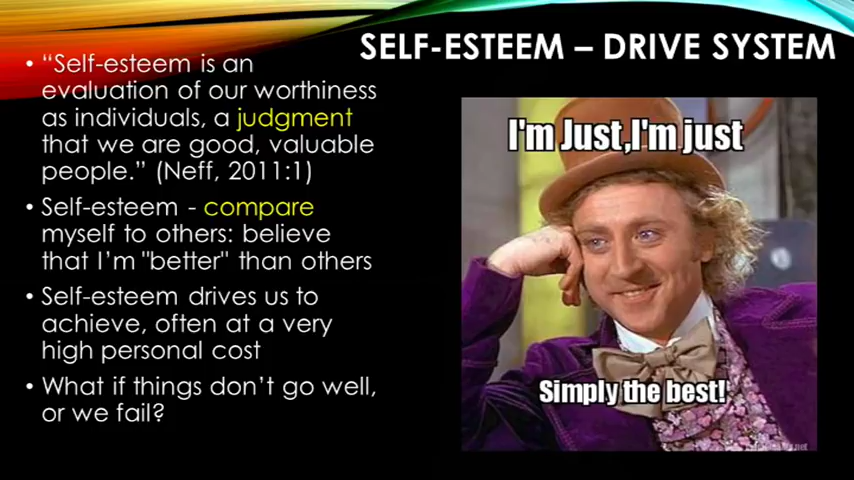 SELF-ESTEEM – DRIVE SYSTEM
• “Self-esteem is an
evaluation of our worthiness
as individuals, a judgment
that we are good, valuable
people.” (Neff, 2011:1)
• Self-esteem - compare
myself to others: believe
that I’m "better" than others
• Self-esteem drives us to
achieve, often at a very
high personal cost
• What if things don’t go well,
or we fail?
I'm Just,I'm just
Simply the best!